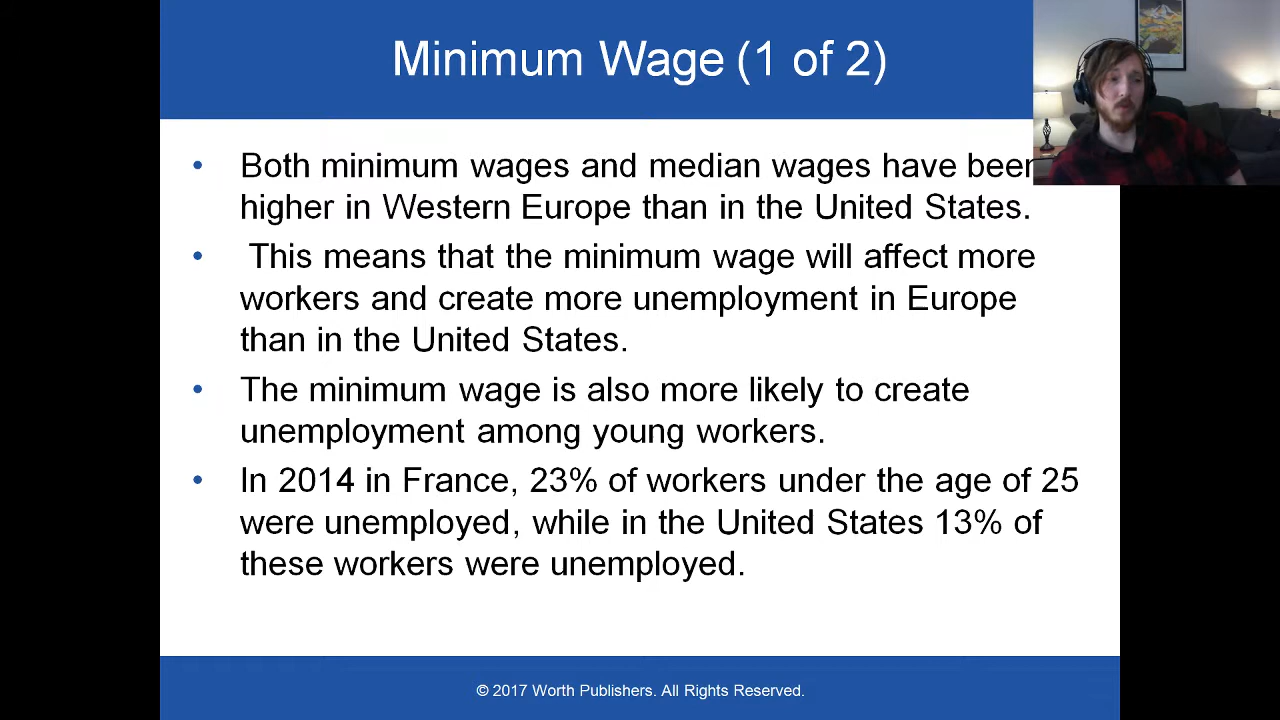 Minimum Wage (1 of 2)
• Both minimum wages and median wages have been
higher in Western Europe than in the United States.
• This means that the minimum wage will affect more
workers and create more unemployment in Europe
than in the United States.
• The minimum wage is also more likely to create
unemployment among young workers.
• In 2014 in France, 23% of workers under the age of 25
were unemployed, while in the United States 13% of
these workers were unemployed.
© 2017 Worth Publishers. All Rights Reserved.